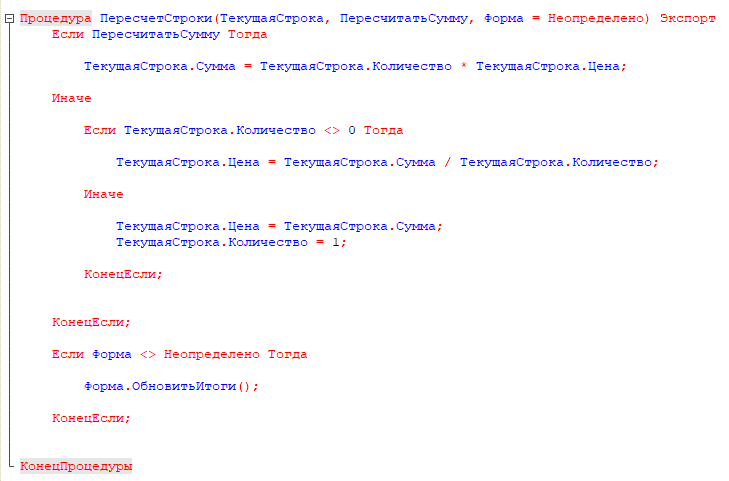 Процедура ПересчетСтроки(ТекущаяСтрока, ПересчитатьСумму, Форма = Неопределено) Экспорт
Если ПересчитатьСумму Тогда
ТекущаяСтрока.Сумма = ТекущаяСтрока.Количество * ТекущаяСтрока.Цена;
Иначе
Если ТекущаяСтрока.Количество <> 0 Тогда
ТекущаяСтрока.Цена = ТекущаяСтрока.Сумма / ТекущаяСтрока.Количество;
Иначе
ТекущаяСтрока.Цена = ТекущаяСтрока.Сумма;
ТекущаяСтрока.Количество = 1;
КонецЕсли;
КонецЕсли;
Если Форма <> Неопределено Тогда
Форма.ОбновитьИтоги();
КонецЕсли;
КонецПроцедуры